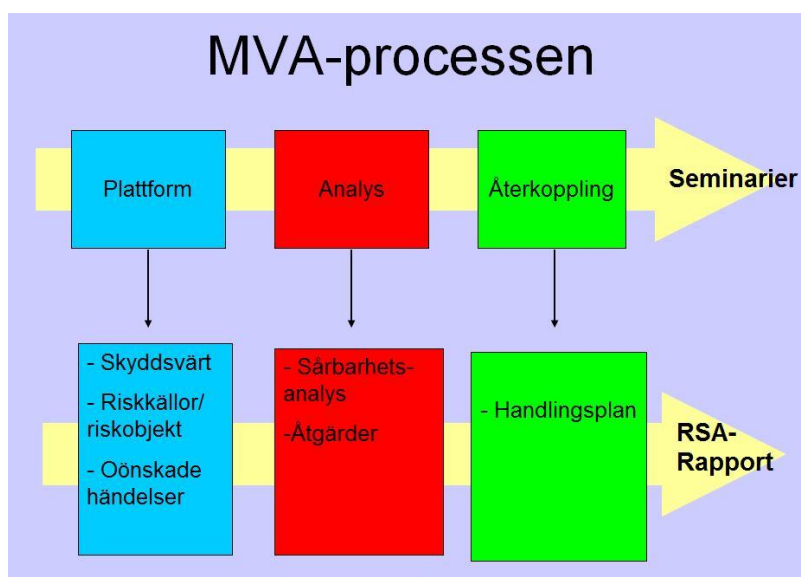 MVA-processen
Plattform
Analys
Återkoppling
Seminarier
- Skyddsvärt
- Riskkällor/
riskobjekt
- Oönskade
händelser
- Sårbarhets-
analys
-Åtgärder
- Handlingsplan
RSA-
Rapport